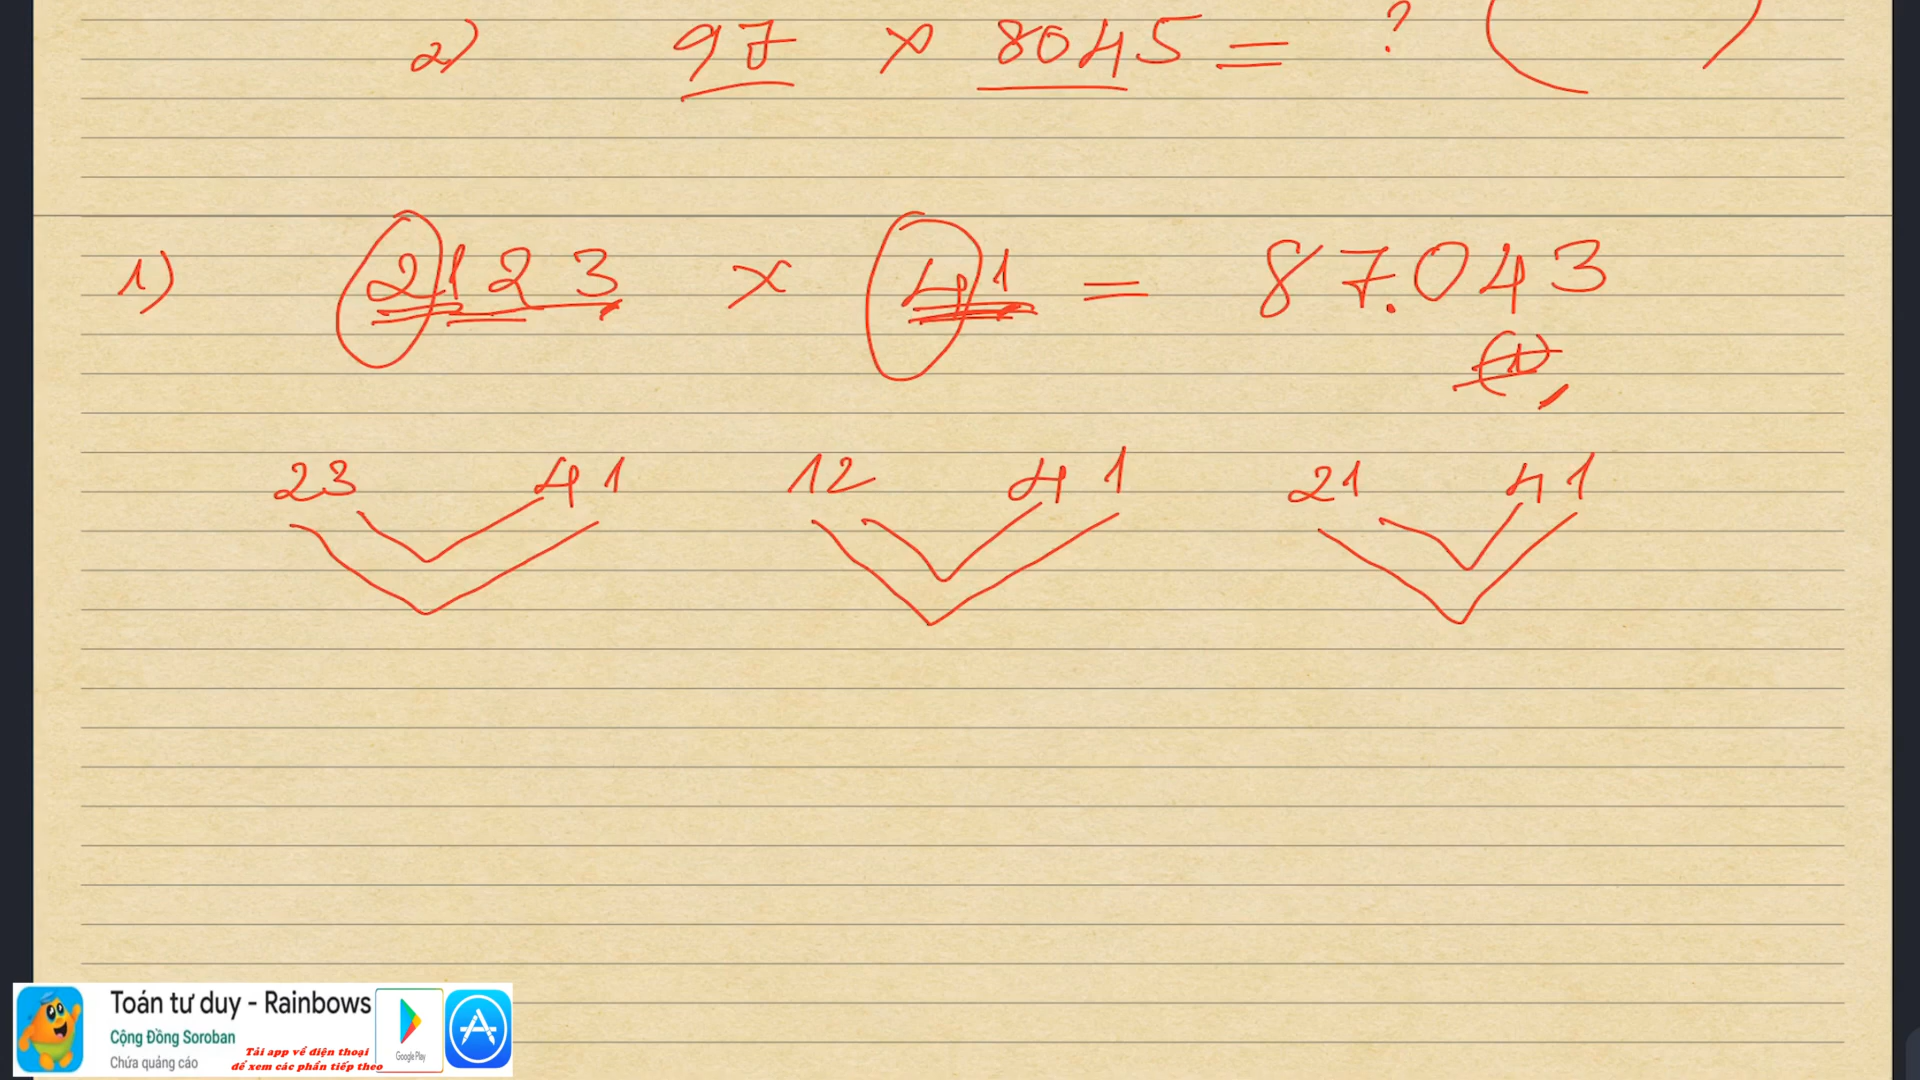 2) 97 x 8045 = ? ( )
1) 2123 x 41 = 87.043
(1)
23 41 12 41 21 41
Toán tư duy - Rainbows
Cộng Đồng Soroban
Chứa quảng cáo
Tải app về điện thoại
để xem các phần tiếp theo
Google Play